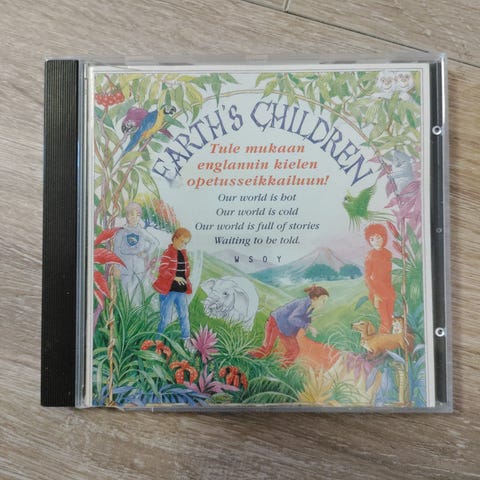 EARTH'S CHILDREN
Tule mukaan
englannin kielen
opetusseikkailuun!
Our world is hot
Our world is cold
Our world is full of stories
Waiting to be told.
W S O Y